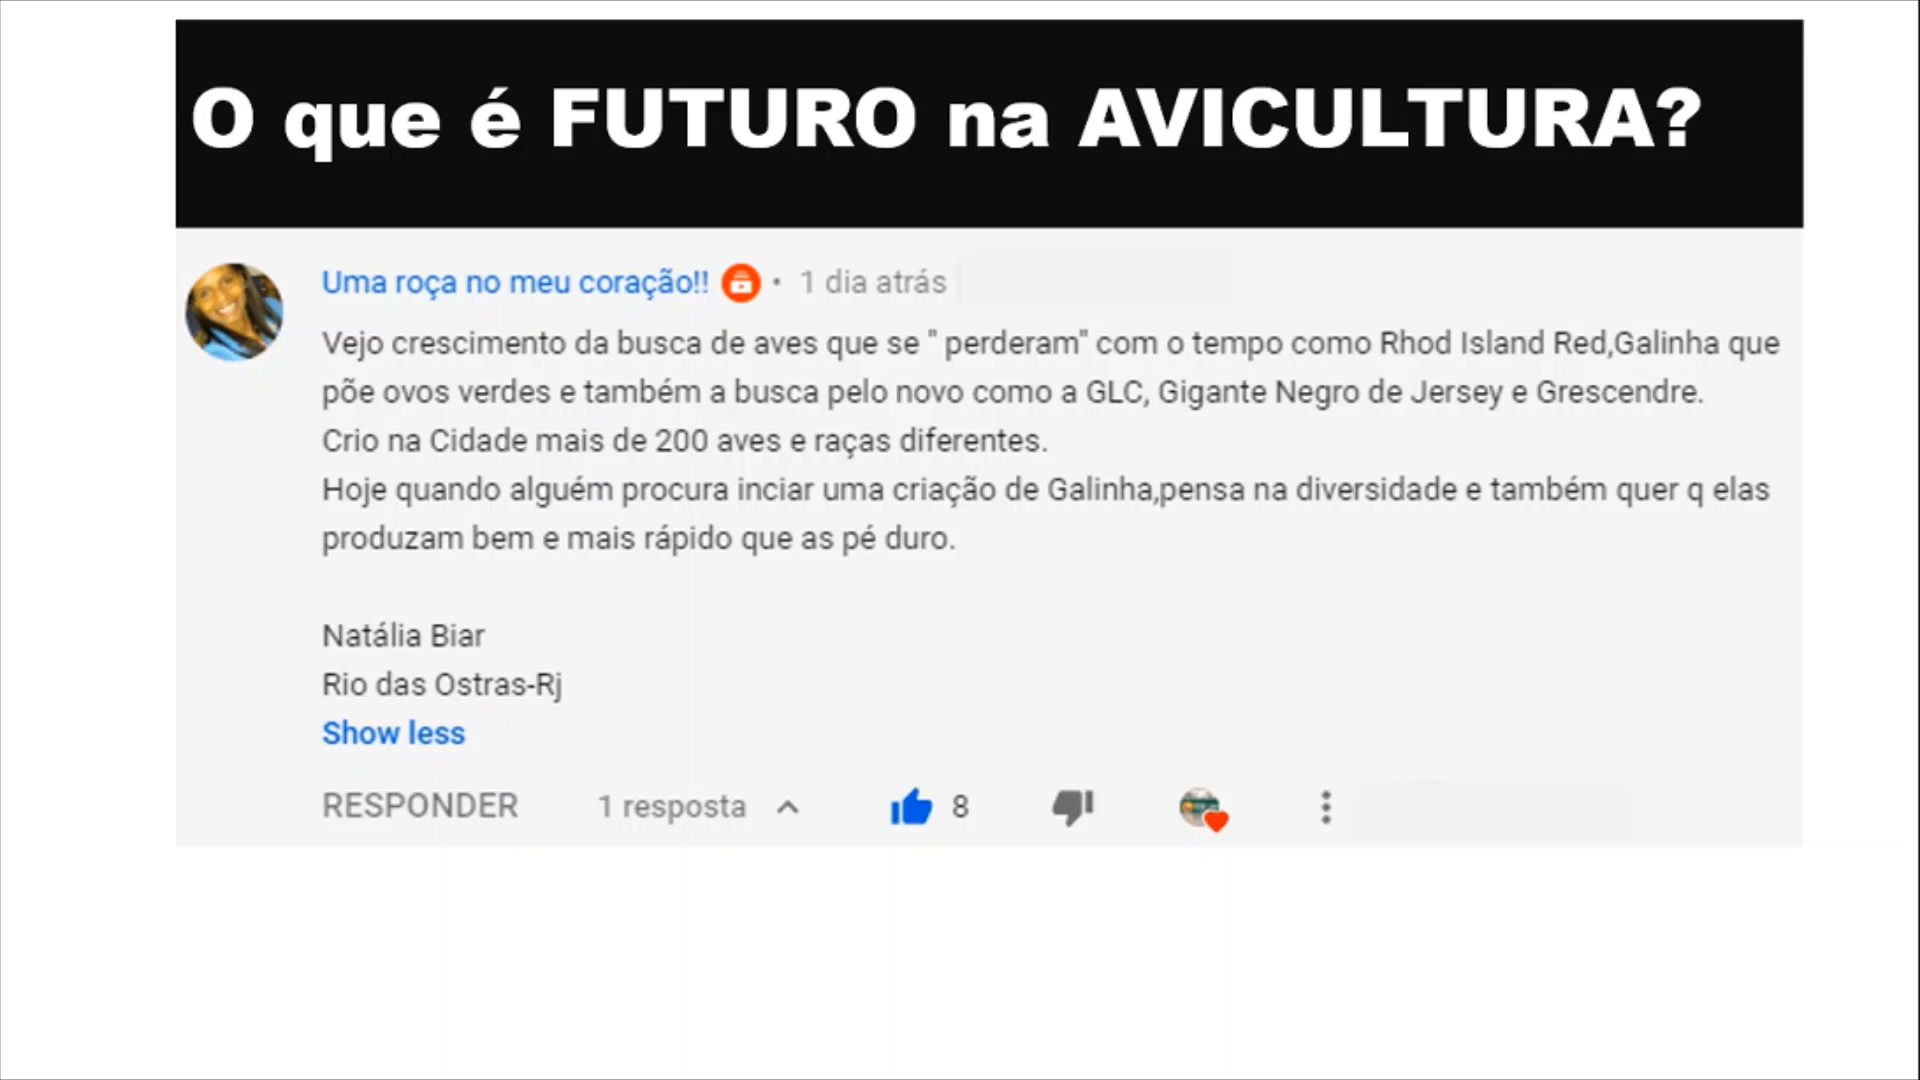 O que é FUTURO na AVICULTURA?
Uma roça no meu coração!! • 1 dia atrás
Vejo crescimento da busca de aves que se " perderam" com o tempo como Rhod Island Red,Galinha que
põe ovos verdes e também a busca pelo novo como a GLC, Gigante Negro de Jersey e Grescendre.
Crio na Cidade mais de 200 aves e raças diferentes.
Hoje quando alguém procura inciar uma criação de Galinha,pensa na diversidade e também quer q elas
produzam bem e mais rápido que as pé duro.
Natália Biar
Rio das Ostras-Rj
Show less
RESPONDER 1 resposta 8